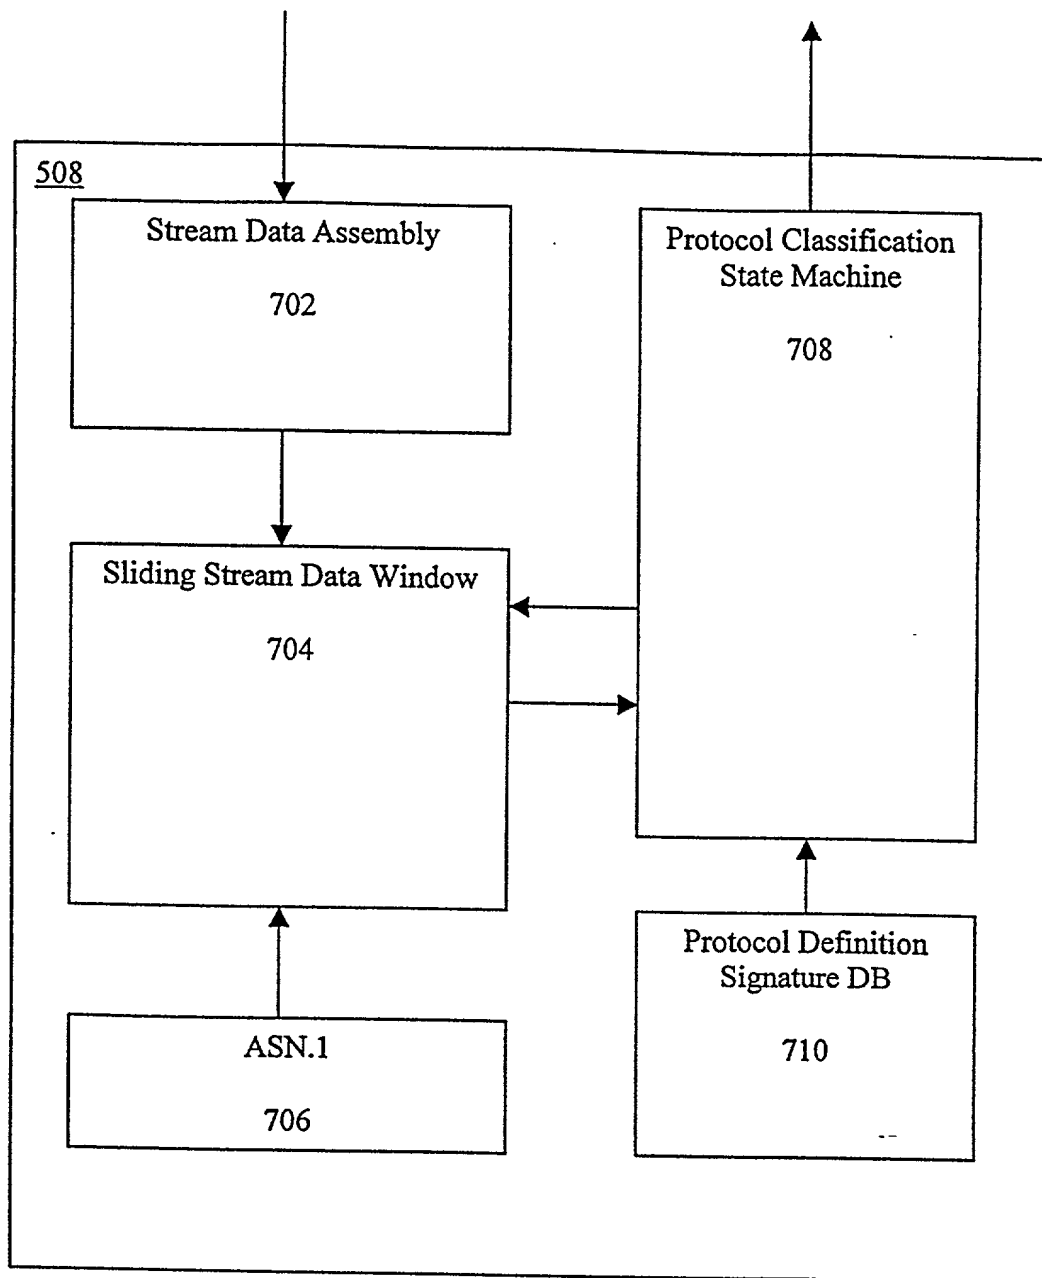 508
Stream Data Assembly
702
Protocol Classification
State Machine
708
Sliding Stream Data Window
704
Protocol Definition
Signature DB
710
ASN.1
706